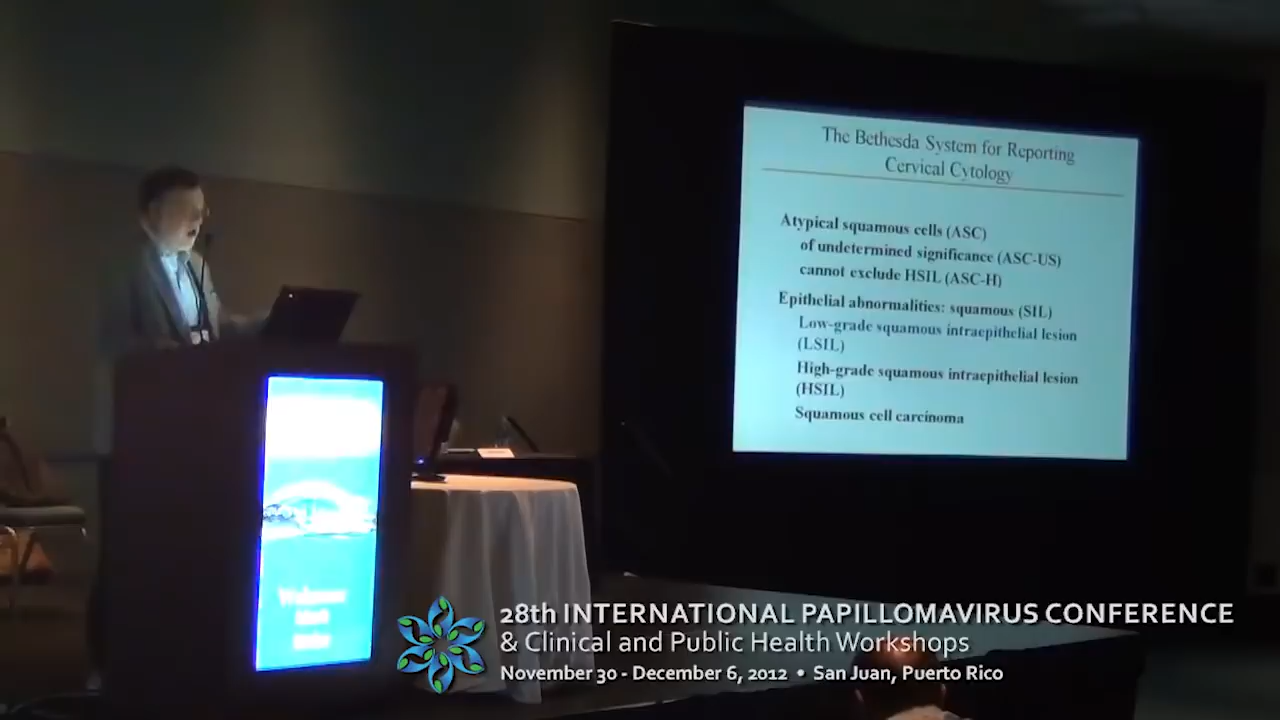 The Bethesda System for Reporting
Cervical Cytology
Atypical squamous cells (ASC)
of undetermined significance (ASC-US)
cannot exclude HSIL (ASC-H)
Epithelial abnormalities: squamous (SIL)
Low-grade squamous intraepithelial lesion
(LSIL)
High-grade squamous intraepithelial lesion
(HSIL)
Squamous cell carcinoma
Welcome
28th INTERNATIONAL PAPILLOMAVIRUS CONFERENCE
& Clinical and Public Health Workshops
November 30 - December 6, 2012 • San Juan, Puerto Rico